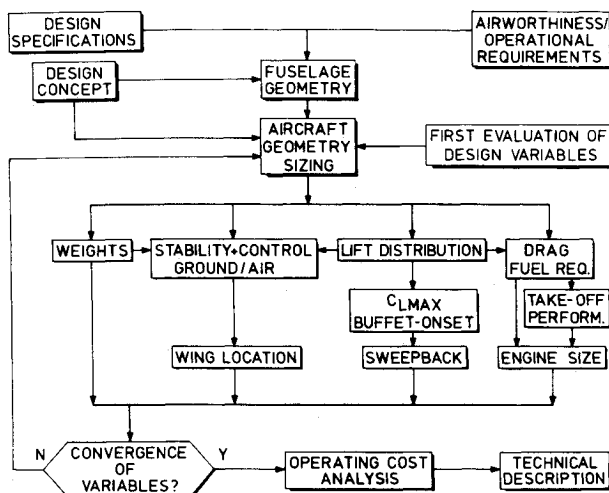 DESIGN
SPECIFICATIONS
AIRWORTHINESS/
OPERATIONAL
REQUIREMENTS
DESIGN
CONCEPT
FUSELAGE
GEOMETRY
AIRCRAFT
GEOMETRY
SIZING
FIRST EVALUATION OF
DESIGN VARIABLES
WEIGHTS
STABILITY+CONTROL
GROUND/AIR
LIFT DISTRIBUTION
DRAG
FUEL REQ.
CLMAX
BUFFET-ONSET
TAKE-OFF
PERFORM.
WING LOCATION
SWEEPBACK
ENGINE SIZE
N
CONVERGENCE
OF
VARIABLES?
Y
OPERATING COST
ANALYSIS
TECHNICAL
DESCRIPTION